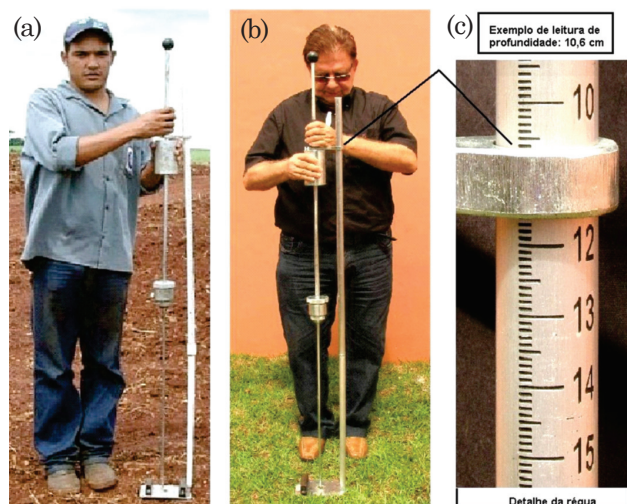 (a)
(b)
(c)
Exemplo de leitura de
profundidade: 10,6 cm
10
12
13
14
15
Detalhe da régua